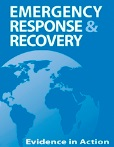 EMERGENCY
RESPONSE &
RECOVERY
Evidence in Action